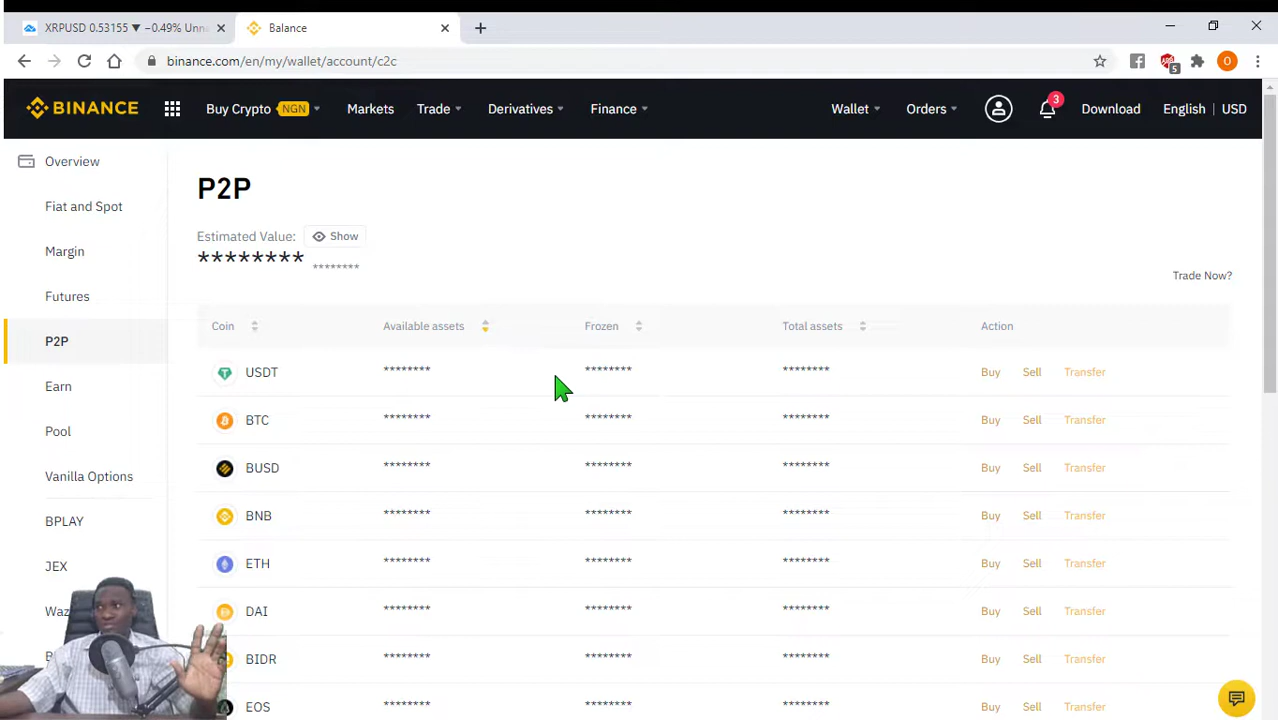 XRPUSD 0.53155 ▼ −0.49% Unna
Balance
binance.com/en/my/wallet/account/c2c
5
O
BINANCE
Buy Crypto NGN
Markets
Trade
Derivatives
Finance
Wallet
Orders
3
Download
English | USD
Overview
Fiat and Spot
Margin
Futures
P2P
Earn
Pool
Vanilla Options
BPLAY
JEX
Waz
P2P
Estimated Value: Show
******** ********
Trade Now?
Coin Available assets Frozen Total assets Action
USDT ******** ******** ******** Buy Sell Transfer
BTC ******** ******** ******** Buy Sell Transfer
BUSD ******** ******** ******** Buy Sell Transfer
BNB ******** ******** ******** Buy Sell Transfer
ETH ******** ******** ******** Buy Sell Transfer
DAI ******** ******** ******** Buy Sell Transfer
BIDR ******** ******** ******** Buy Sell Transfer
EOS ******** ******** ******** Buy Sell Transfer